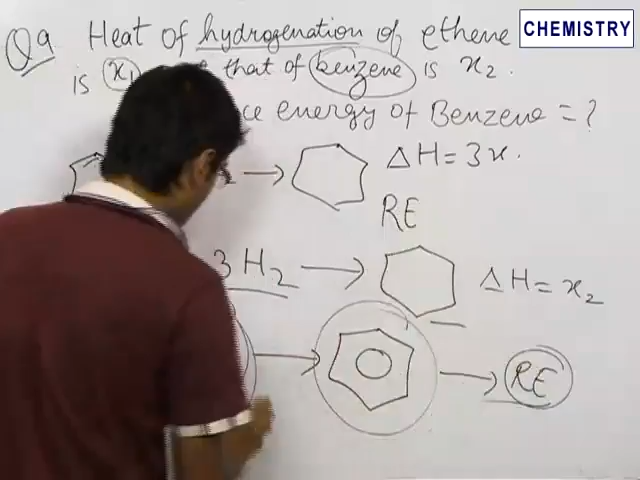 Q9 Heat of hydrogenation of ethene
CHEMISTRY
is x₁ that of benzene is x₂.
energy of Benzene = ?
→ ΔH = 3x.
RE
3H₂ → ΔH = x₂
→ → RE